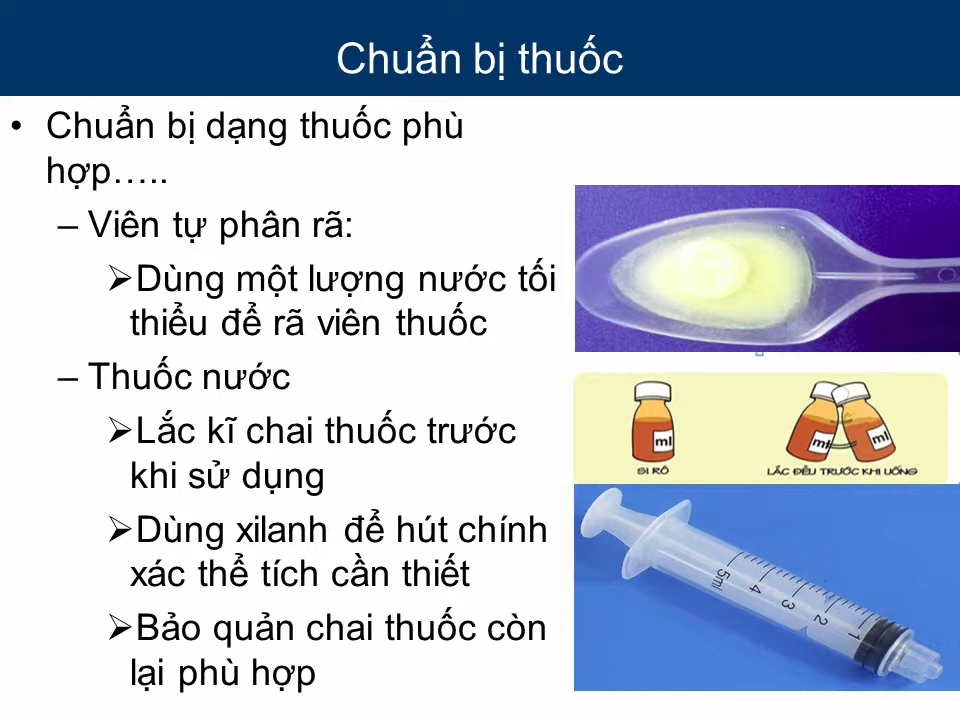 Chuẩn bị thuốc
• Chuẩn bị dạng thuốc phù
hợp…..
– Viên tự phân rã:
➢Dùng một lượng nước tối
thiểu để rã viên thuốc
– Thuốc nước
➢Lắc kĩ chai thuốc trước
khi sử dụng
➢Dùng xilanh để hút chính
xác thể tích cần thiết
➢Bảo quản chai thuốc còn
lại phù hợp
ml
ml
ml
SI RÔ
LẮC ĐỀU TRƯỚC KHI UỐNG
5ml
4
3
2
1